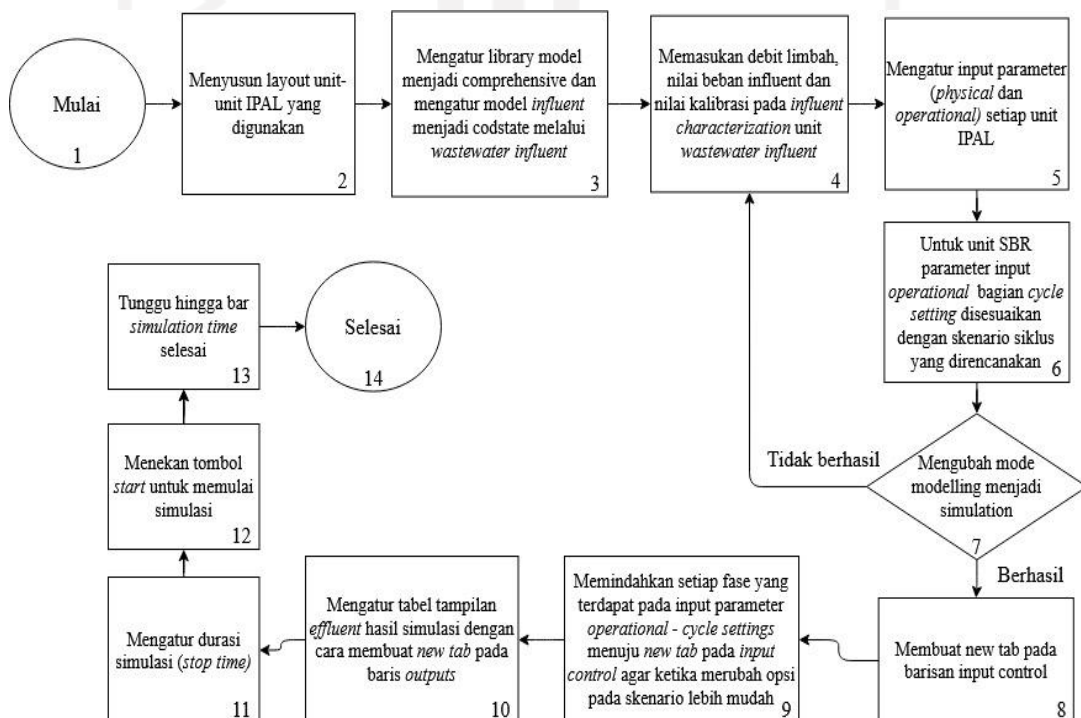 Mulai
1
Menyusun layout unit-
unit IPAL yang
digunakan
2
Mengatur library model
menjadi comprehensive dan
mengatur model influent
menjadi codstate melalui
wastewater influent
3
Memasukan debit limbah,
nilai beban influent dan
nilai kalibrasi pada influent
characterization unit
wastewater influent
4
Mengatur input parameter
(physical dan
operational) setiap unit
IPAL
5
Untuk unit SBR
parameter input
operational bagian cycle
setting disesuaikan
dengan skenario siklus
yang direncanakan
6
Mengubah mode
modelling menjadi
simulation
7
Tidak berhasil
Berhasil
Membuat new tab pada
barisan input control
8
Memindahkan setiap fase yang
terdapat pada input parameter
operational - cycle settings
menuju new tab pada input
control agar ketika merubah opsi
pada skenario lebih mudah
9
Mengatur tabel tampilan
effluent hasil simulasi dengan
cara membuat new tab pada
baris outputs
10
Mengatur durasi
simulasi (stop time)
11
Menekan tombol
start untuk memulai
simulasi
12
Tunggu hingga bar
simulation time
selesai
13
Selesai
14